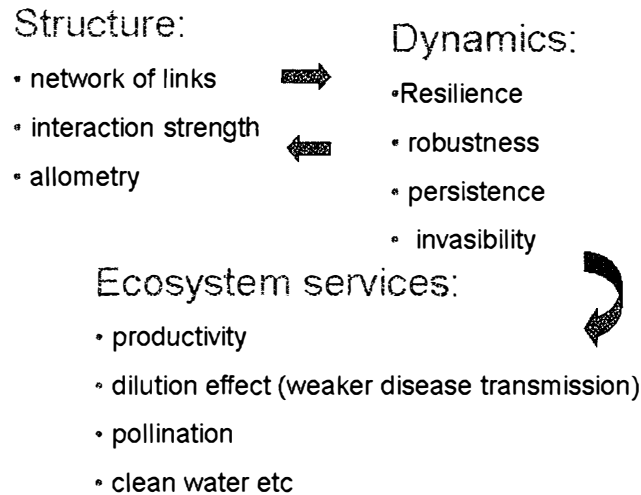 Structure:
• network of links
• interaction strength
• allometry
Dynamics:
•Resilience
• robustness
• persistence
• invasibility
Ecosystem services:
• productivity
• dilution effect (weaker disease transmission)
• pollination
• clean water etc